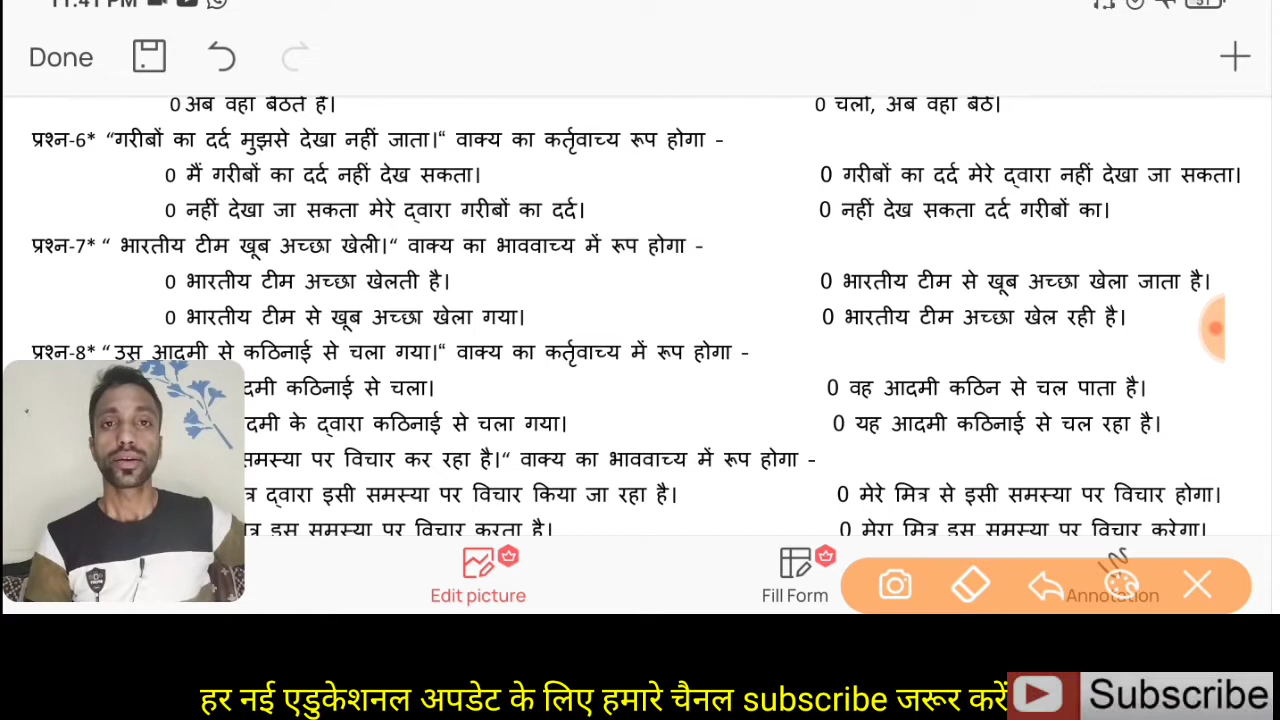 11:41 PM
Done
0 अब वहां बैठते हैं। 0 चलो, अब वहां बैठें।
प्रश्न-6* “गरीबों का दर्द मुझसे देखा नहीं जाता।“ वाक्य का कर्तृवाच्य रूप होगा -
0 मैं गरीबों का दर्द नहीं देख सकता। 0 गरीबों का दर्द मेरे द्वारा नहीं देखा जा सकता।
0 नहीं देखा जा सकता मेरे द्वारा गरीबों का दर्द। 0 नहीं देख सकता दर्द गरीबों का।
प्रश्न-7* “ भारतीय टीम खूब अच्छा खेली।“ वाक्य का भाववाच्य में रूप होगा -
0 भारतीय टीम अच्छा खेलती है। 0 भारतीय टीम से खूब अच्छा खेला जाता है।
0 भारतीय टीम से खूब अच्छा खेला गया। 0 भारतीय टीम अच्छा खेल रही है।
प्रश्न-8* “ उस आदमी से कठिनाई से चला गया।“ वाक्य का कर्तृवाच्य में रूप होगा -
दमी कठिनाई से चला। 0 वह आदमी कठिन से चल पाता है।
दमी के द्वारा कठिनाई से चला गया। 0 यह आदमी कठिनाई से चल रहा है।
समस्या पर विचार कर रहा है।“ वाक्य का भाववाच्य में रूप होगा -
त्र द्वारा इसी समस्या पर विचार किया जा रहा है। 0 मेरे मित्र से इसी समस्या पर विचार होगा।
त्र इस समस्या पर विचार करता है। 0 मेरा मित्र इस समस्या पर विचार करेगा।
Edit picture Fill Form Annotation
हर नई एडुकेशनल अपडेट के लिए हमारे चैनल subscribe जरूर करें Subscribe